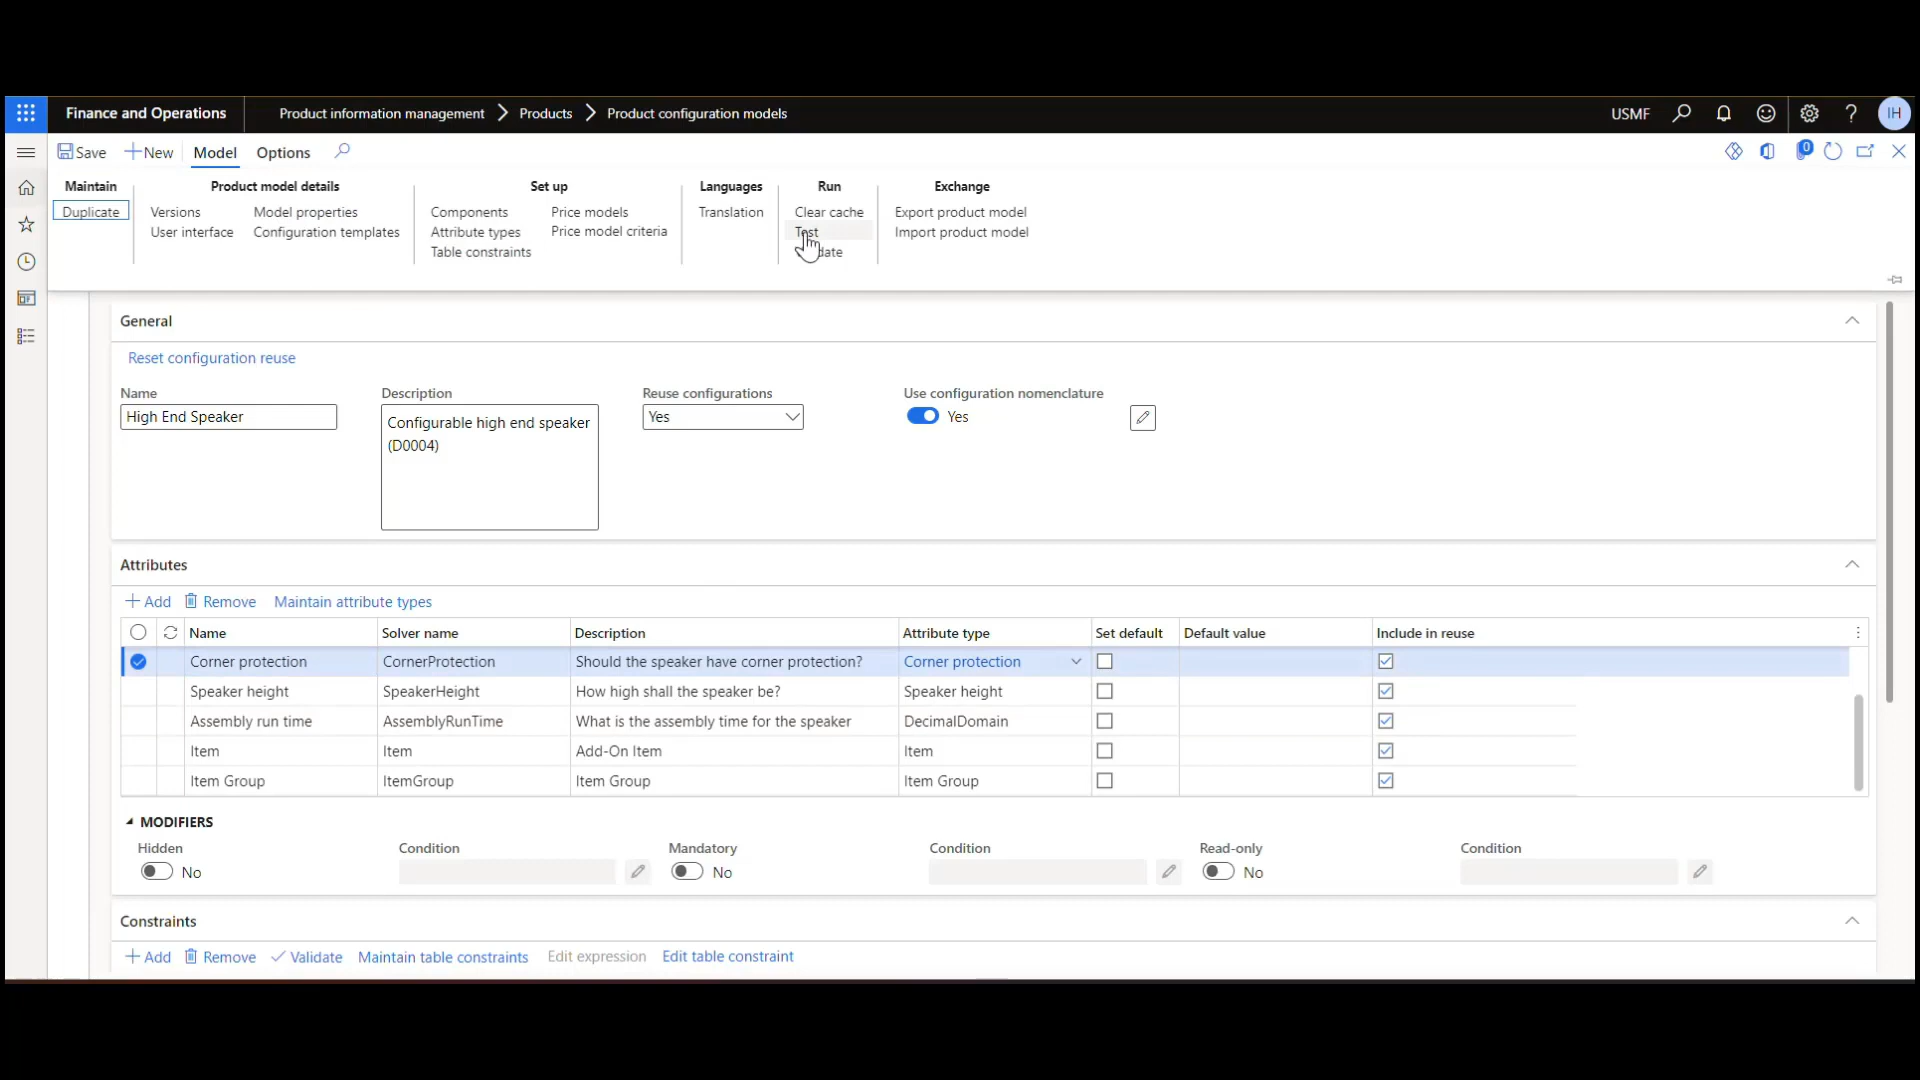 Finance and Operations
Product information management > Products > Product configuration models
USMF
IH
Save
New
Model
Options
0
Maintain
Duplicate
Product model details
Versions
Model properties
User interface
Configuration templates
Set up
Components
Price models
Attribute types
Price model criteria
Table constraints
Languages
Translation
Run
Clear cache
Test
date
Exchange
Export product model
Import product model
General
Reset configuration reuse
Name
Description
Reuse configurations
Use configuration nomenclature
High End Speaker
Configurable high end speaker
(D0004)
Yes
Yes
Attributes
Add
Remove
Maintain attribute types
Name Solver name Description Attribute type Set default Default value Include in reuse
Corner protection CornerProtection Should the speaker have corner protection? Corner protection
Speaker height SpeakerHeight How high shall the speaker be? Speaker height
Assembly run time AssemblyRunTime What is the assembly time for the speaker DecimalDomain
Item Item Add-On Item Item
Item Group ItemGroup Item Group Item Group
MODIFIERS
Hidden Condition Mandatory Condition Read-only Condition
No No No
Constraints
Add
Remove
Validate
Maintain table constraints
Edit expression
Edit table constraint